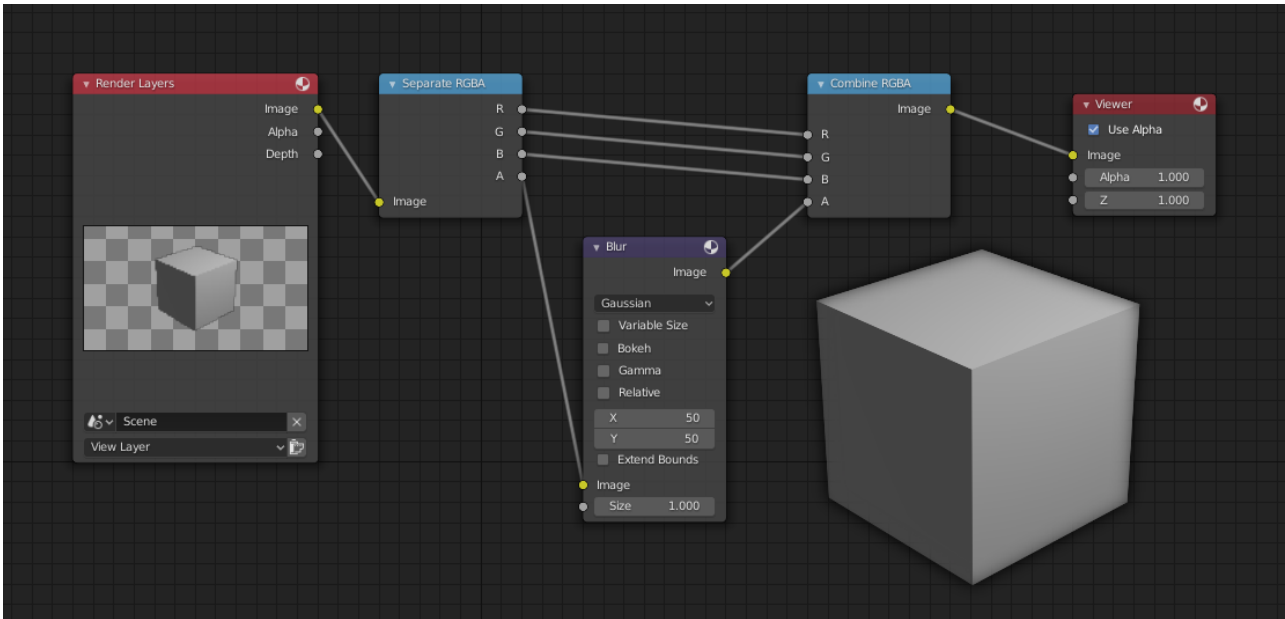 Render Layers
Image
Alpha
Depth
Scene
View Layer
Separate RGBA
R
G
B
A
Image
Blur
Image
Gaussian
Variable Size
Bokeh
Gamma
Relative
X 50
Y 50
Extend Bounds
Image
Size 1.000
Combine RGBA
Image
R
G
B
A
Viewer
Use Alpha
Image
Alpha 1.000
Z 1.000